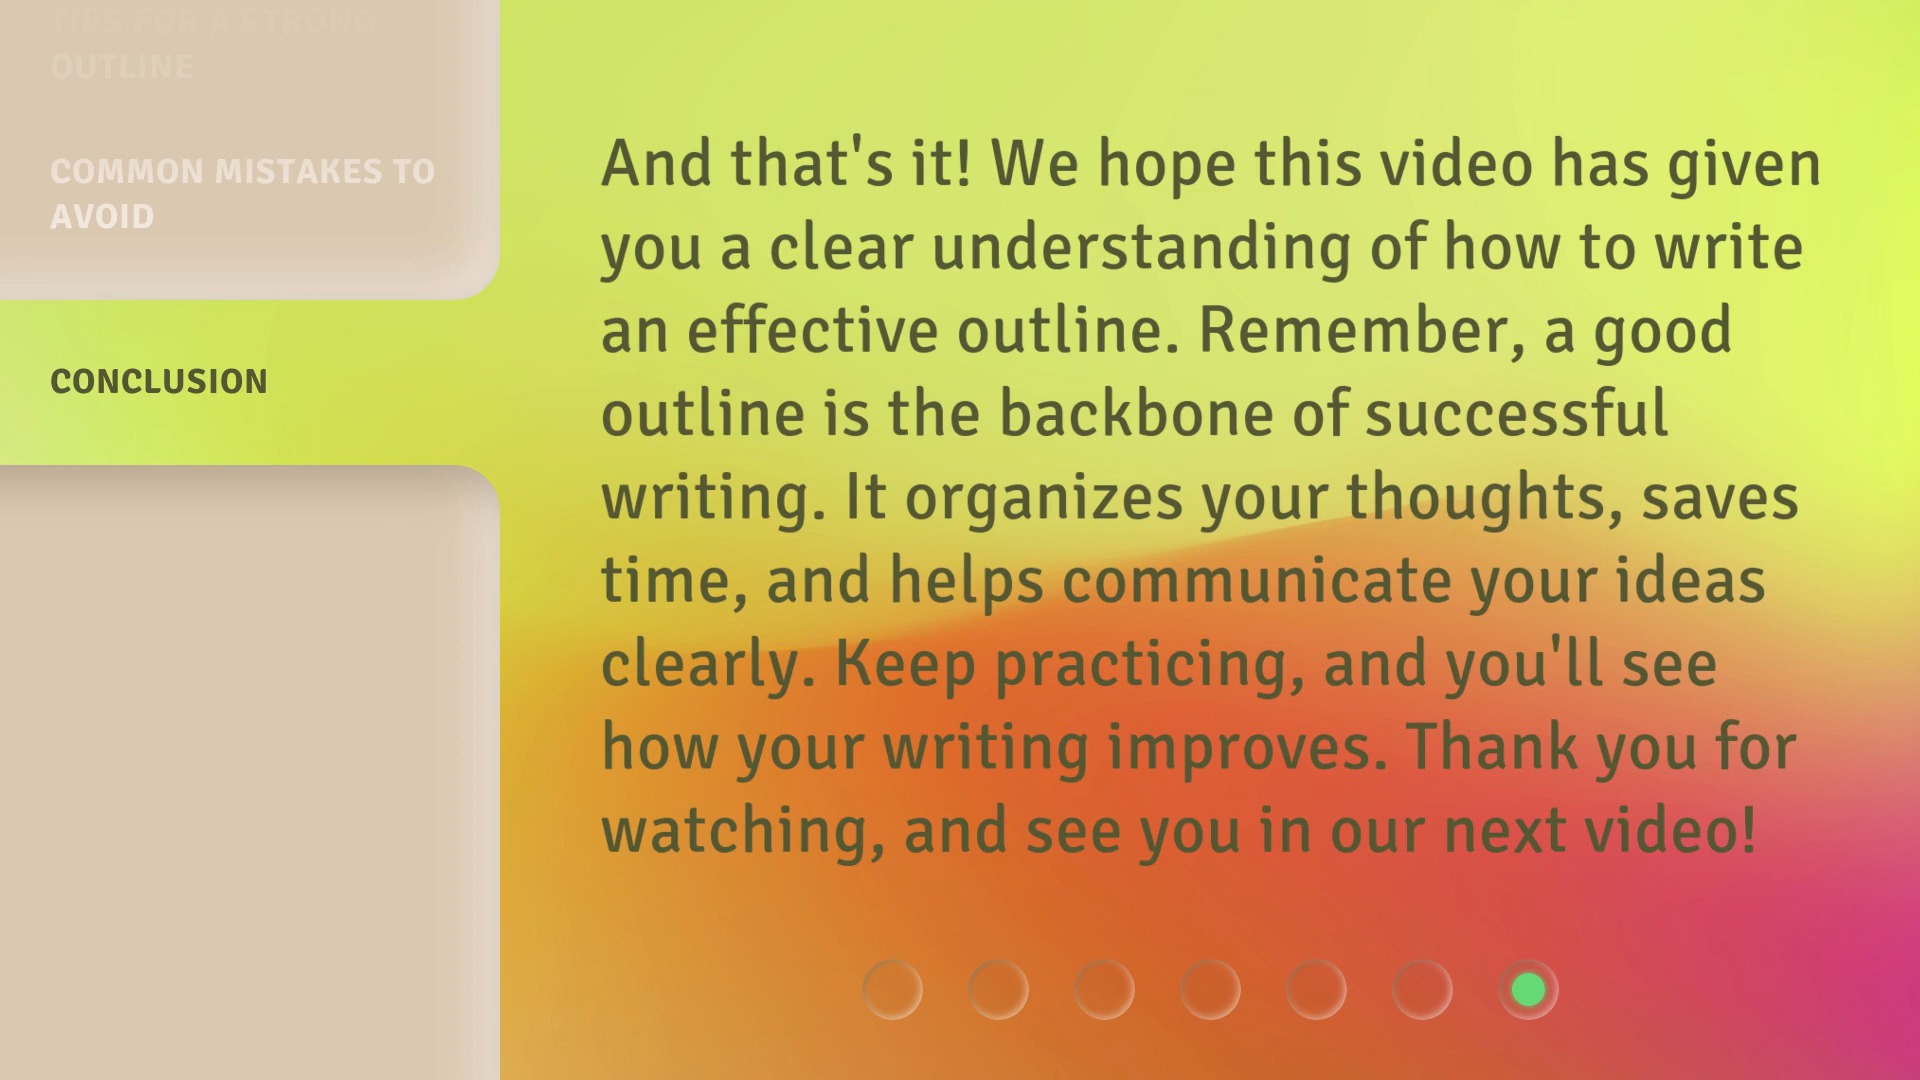 TIPS FOR A STRONG
OUTLINE
COMMON MISTAKES TO
AVOID
CONCLUSION
And that's it! We hope this video has given
you a clear understanding of how to write
an effective outline. Remember, a good
outline is the backbone of successful
writing. It organizes your thoughts, saves
time, and helps communicate your ideas
clearly. Keep practicing, and you'll see
how your writing improves. Thank you for
watching, and see you in our next video!